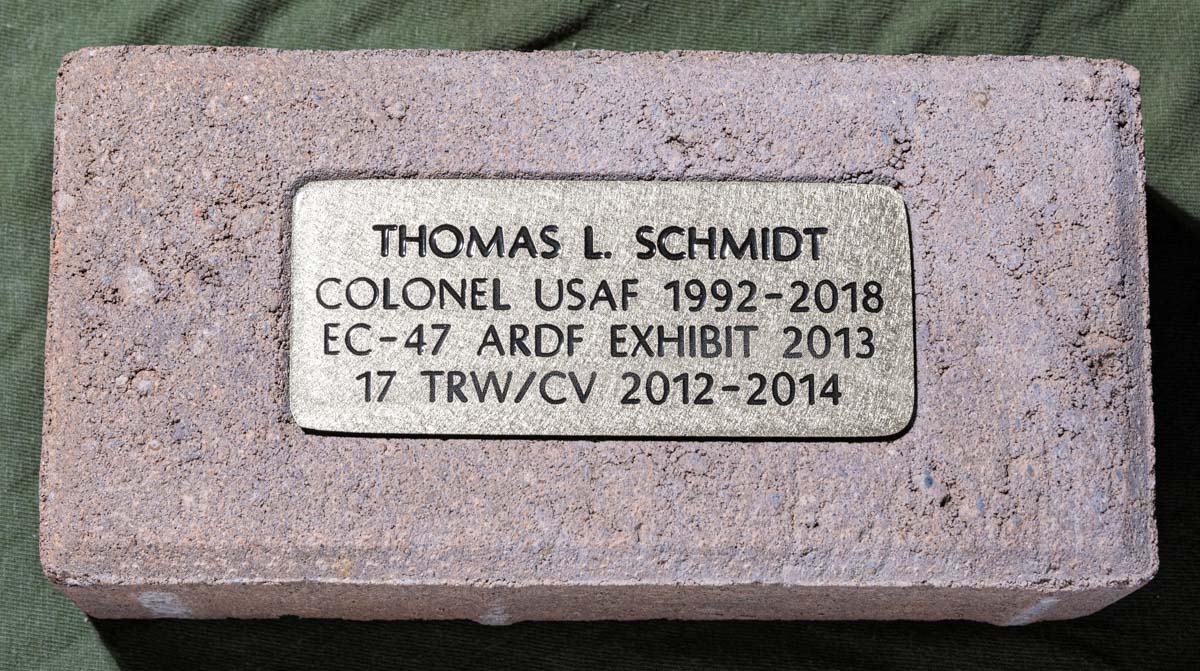 THOMAS L. SCHMIDT
COLONEL USAF 1992-2018
EC-47 ARDF EXHIBIT 2013
17 TRW/CV 2012-2014